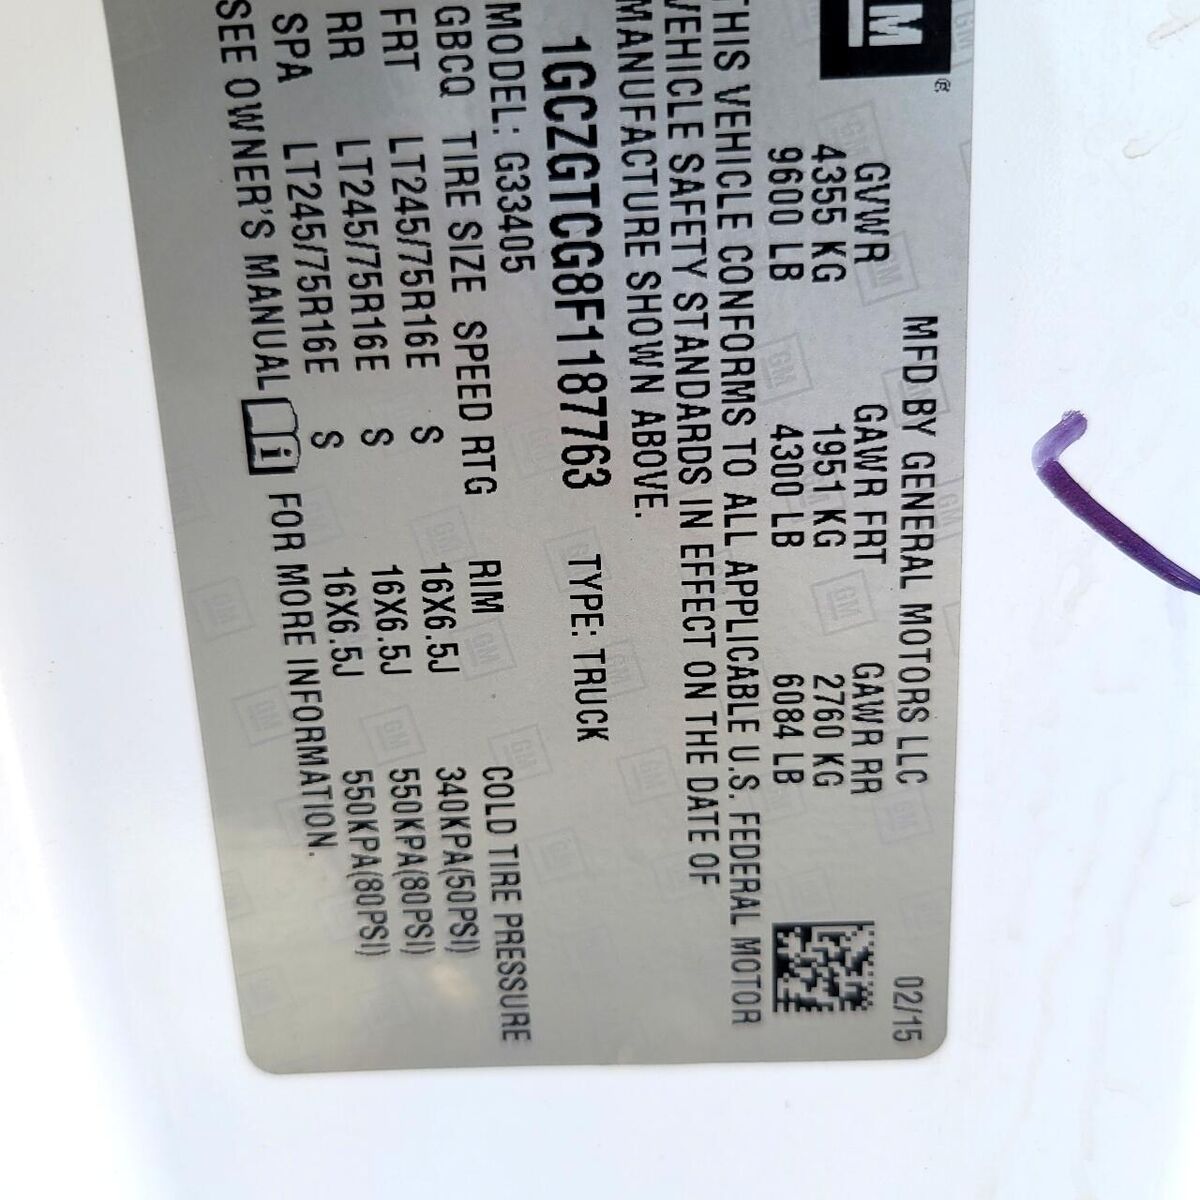 GM
MFD BY GENERAL MOTORS LLC 02/15
GVWR GAWR FRT GAWR RR
4355 KG 1951 KG 2760 KG
9600 LB 4300 LB 6084 LB
THIS VEHICLE CONFORMS TO ALL APPLICABLE U.S. FEDERAL MOTOR
VEHICLE SAFETY STANDARDS IN EFFECT ON THE DATE OF
MANUFACTURE SHOWN ABOVE.
1GCZGTCG8F1187763 TYPE: TRUCK
MODEL: G33405
GBCQ TIRE SIZE SPEED RTG RIM COLD TIRE PRESSURE
FRT LT245/75R16E S 16X6.5J 340KPA(50PSI)
RR LT245/75R16E S 16X6.5J 550KPA(80PSI)
SPA LT245/75R16E S 16X6.5J 550KPA(80PSI)
SEE OWNER'S MANUAL i FOR MORE INFORMATION.